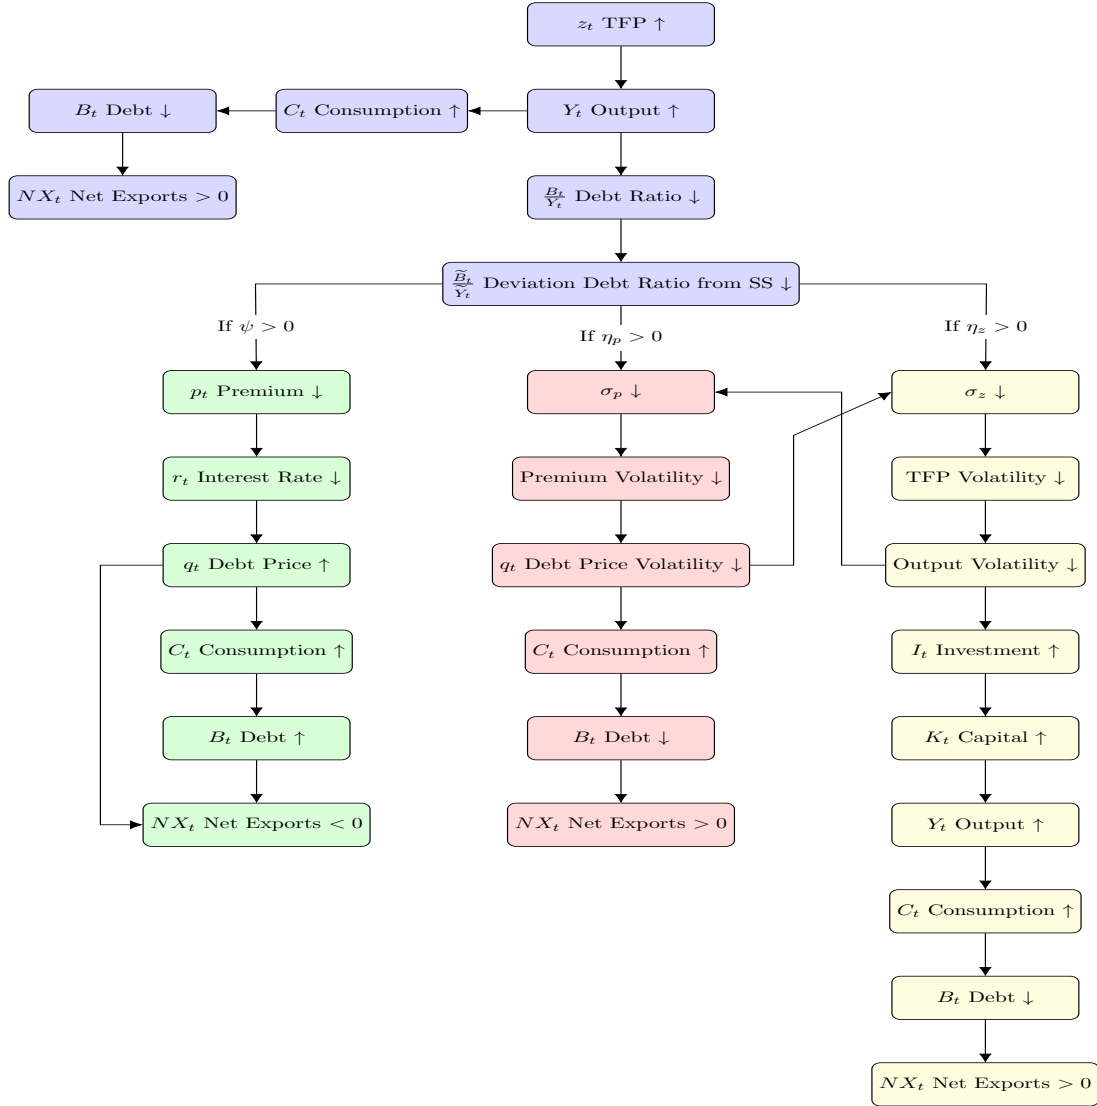 z_t TFP ↑
B_t Debt ↓
C_t Consumption ↑
Y_t Output ↑
NX_t Net Exports > 0
B_t/Y_t Debt Ratio ↓
B̃_t/Ỹ_t Deviation Debt Ratio from SS ↓
If ψ > 0
If η_p > 0
If η_z > 0
p_t Premium ↓
σ_p ↓
σ_z ↓
r_t Interest Rate ↓
Premium Volatility ↓
TFP Volatility ↓
q_t Debt Price ↑
q_t Debt Price Volatility ↓
Output Volatility ↓
C_t Consumption ↑
C_t Consumption ↑
I_t Investment ↑
B_t Debt ↑
B_t Debt ↓
K_t Capital ↑
NX_t Net Exports < 0
NX_t Net Exports > 0
Y_t Output ↑
C_t Consumption ↑
B_t Debt ↓
NX_t Net Exports > 0